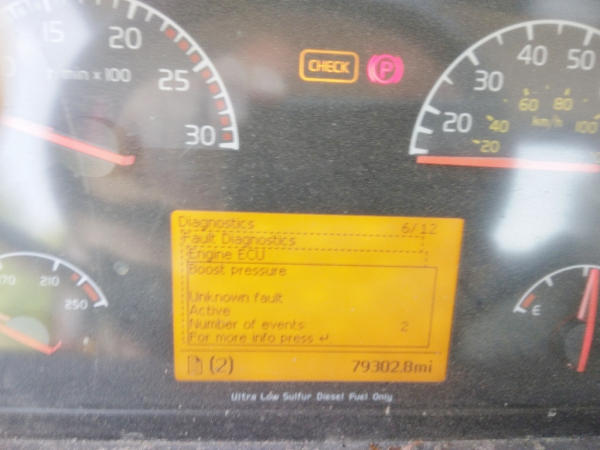 15
20
25
30
r/min x 100
CHECK
P
20
30
40
50
20
40
60
80
100
km/h
Diagnostics 6/12
Fault Diagnostics
Engine ECU
Boost pressure
Unknown fault
Active
Number of events 2
For more info press ↵
(2) 79302.8mi
170 210 250
E
Ultra Low Sulfur Diesel Fuel Only